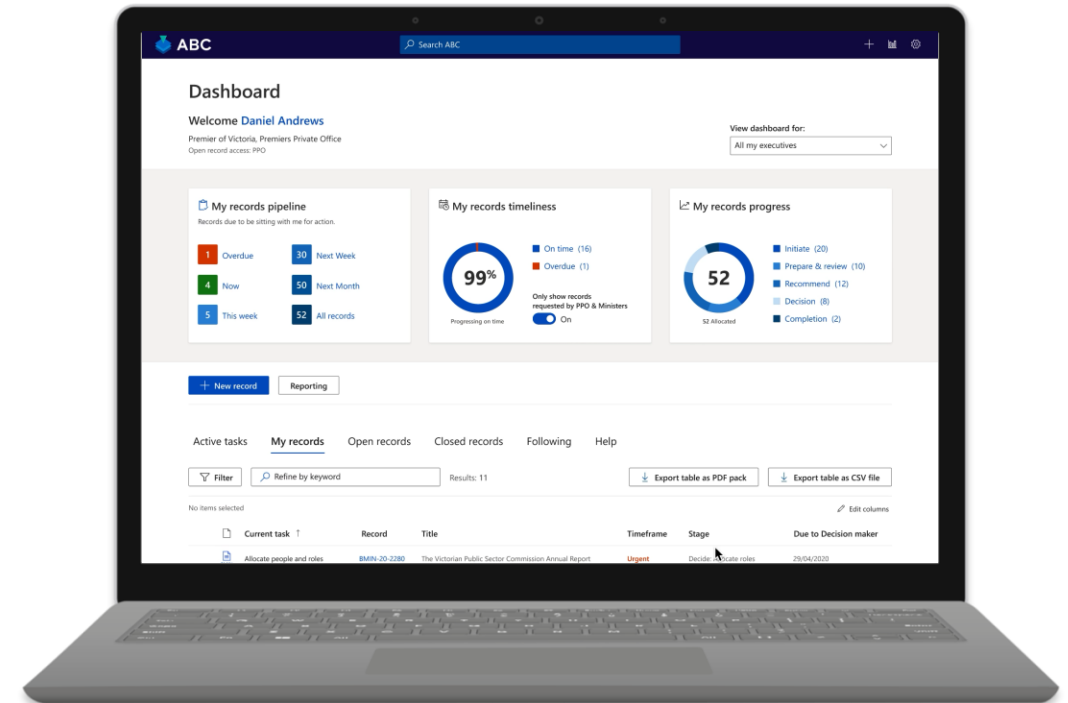 ABC
Search ABC
Dashboard
Welcome Daniel Andrews
Premier of Victoria, Premiers Private Office
Open record access: PPO
View dashboard for:
All my executives
My records pipeline
Records due to be sitting with me for action.
1 Overdue
30 Next Week
4 Now
50 Next Month
5 This week
52 All records
My records timeliness
99%
Progressing on time
On time (16)
Overdue (1)
Only show records
requested by PPO & Ministers
On
My records progress
52
52 Allocated
Initiate (20)
Prepare & review (10)
Recommend (12)
Decision (8)
Completion (2)
New record
Reporting
Active tasks My records Open records Closed records Following Help
Filter
Refine by keyword
Results: 11
Export table as PDF pack
Export table as CSV file
No items selected
Edit columns
Current task ↑ Record Title Timeframe Stage Due to Decision maker
Allocate people and roles BMIN-20-2280 The Victorian Public Sector Commission Annual Report Urgent Decide: roles 29/04/2020